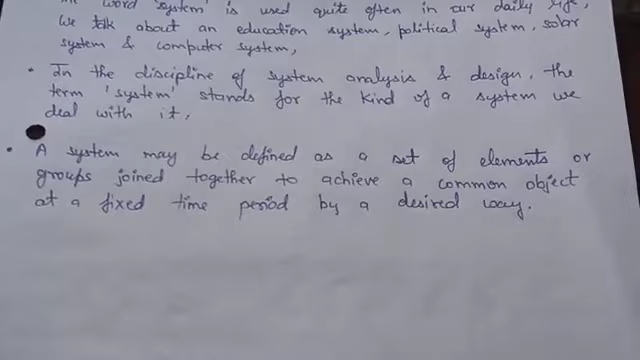 word 'system' is used quite often in our daily life,
We talk about an education system, political system, solar
system & computer system,
• In the discipline of system analysis & design, the
term 'system' stands for the kind of a system we
deal with it,
• A system may be defined as a set of elements or
groups joined together to achieve a common object
at a fixed time period by a desired way.